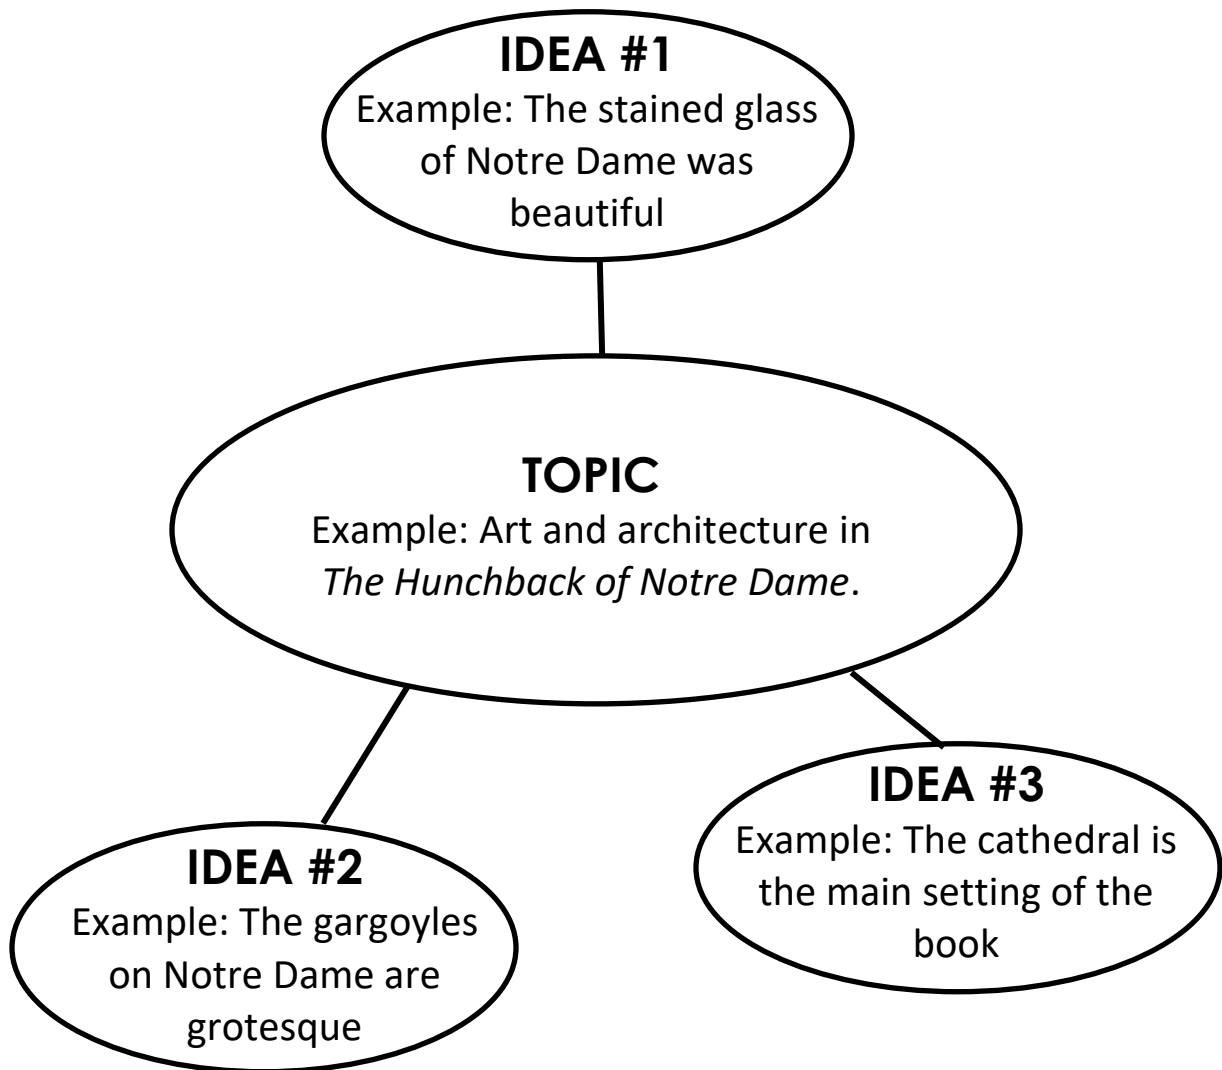 IDEA #1
Example: The stained glass
of Notre Dame was
beautiful
TOPIC
Example: Art and architecture in
The Hunchback of Notre Dame.
IDEA #2
Example: The gargoyles
on Notre Dame are
grotesque
IDEA #3
Example: The cathedral is
the main setting of the
book